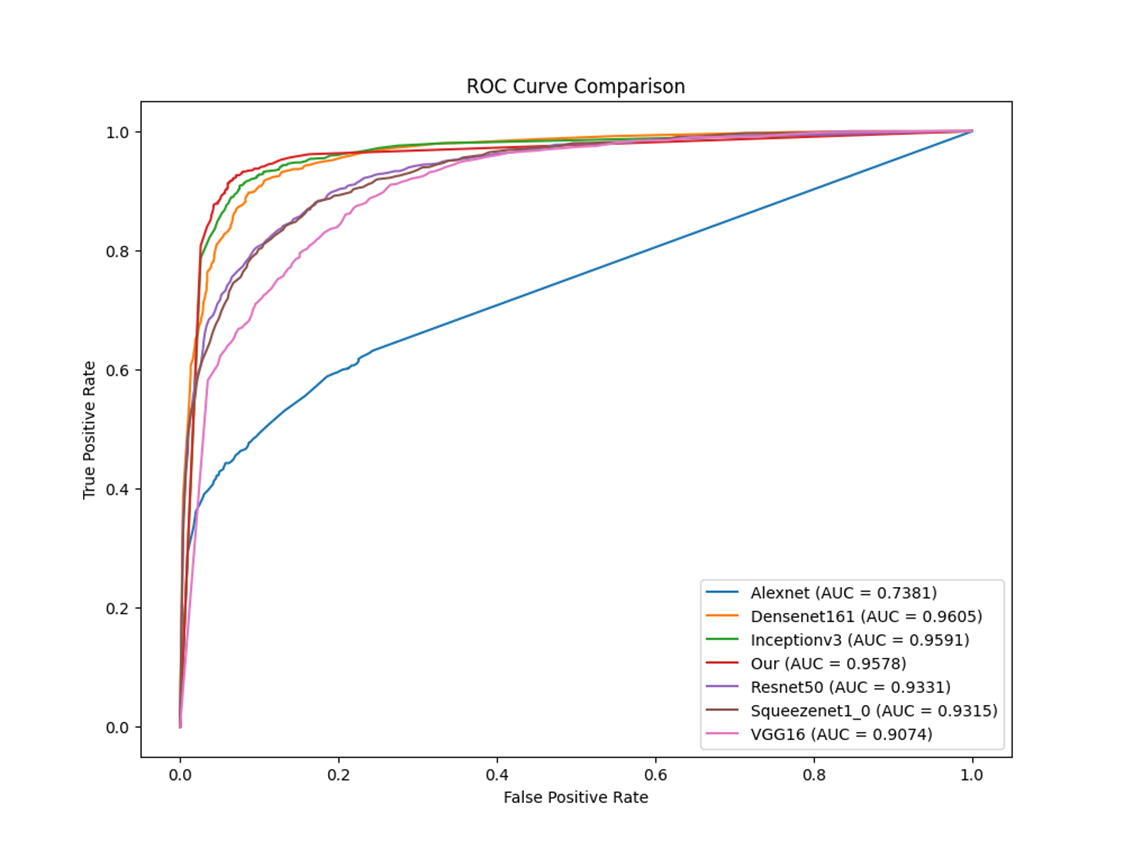 ROC Curve Comparison
True Positive Rate
1.0
0.8
0.6
0.4
0.2
0.0
Alexnet (AUC = 0.7381)
Densenet161 (AUC = 0.9605)
Inceptionv3 (AUC = 0.9591)
Our (AUC = 0.9578)
Resnet50 (AUC = 0.9331)
Squeezenet1_0 (AUC = 0.9315)
VGG16 (AUC = 0.9074)
0.0 0.2 0.4 0.6 0.8 1.0
False Positive Rate